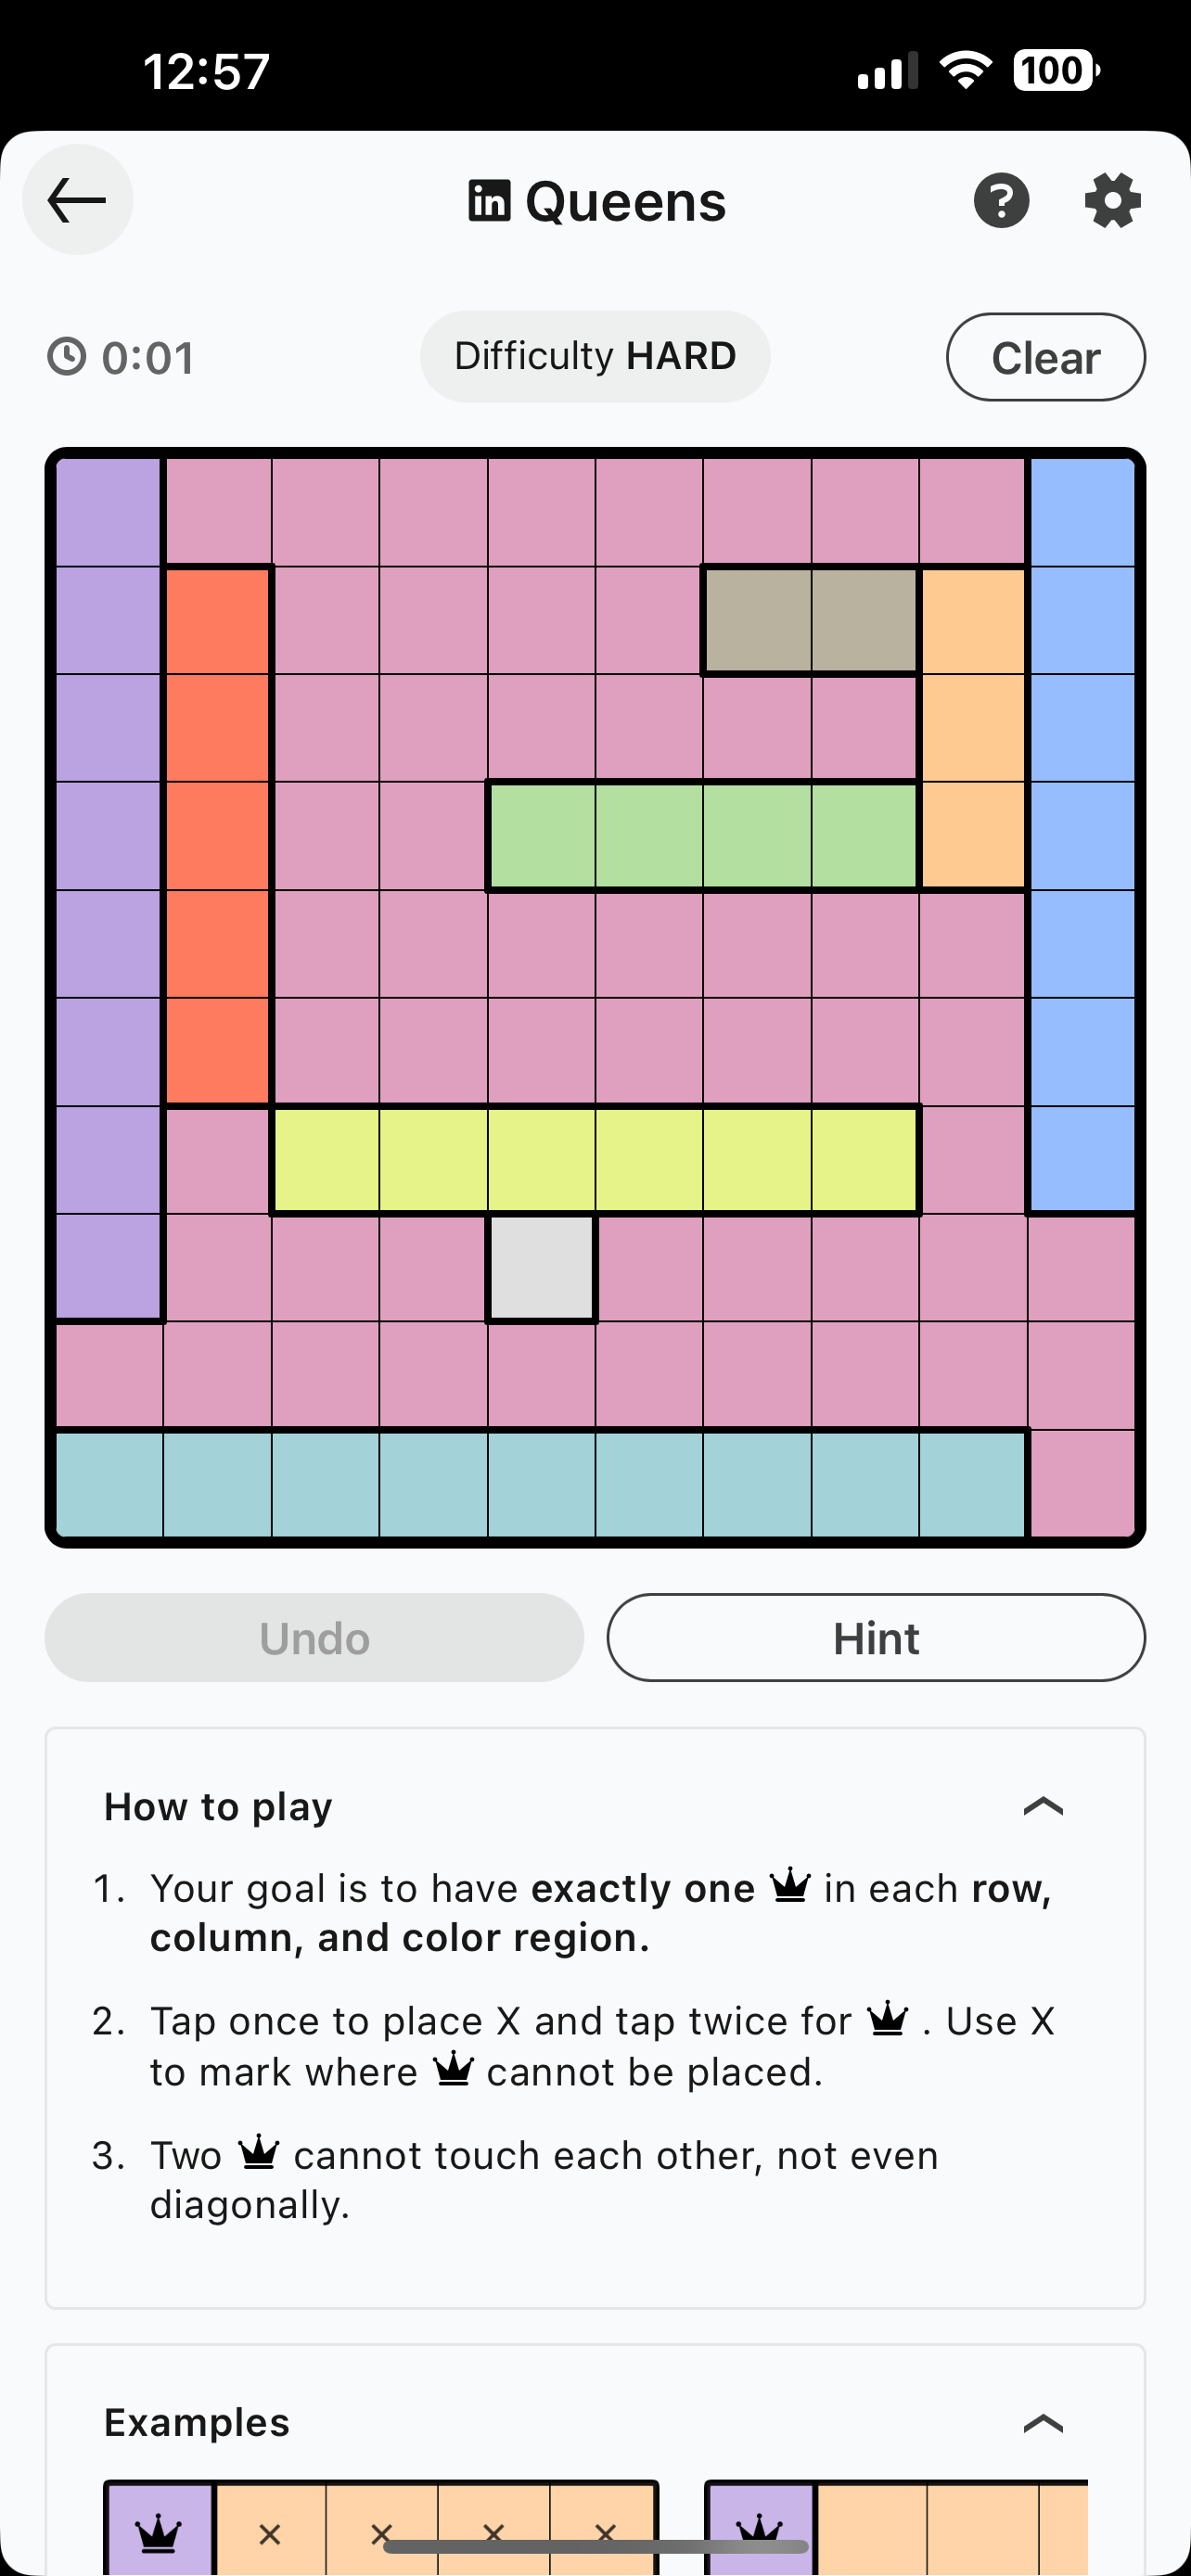 12:57
100
in Queens
?
0:01
Difficulty HARD
Clear
Undo
Hint
How to play
1. Your goal is to have exactly one in each row,
column, and color region.
2. Tap once to place X and tap twice for . Use X
to mark where cannot be placed.
3. Two cannot touch each other, not even
diagonally.
Examples